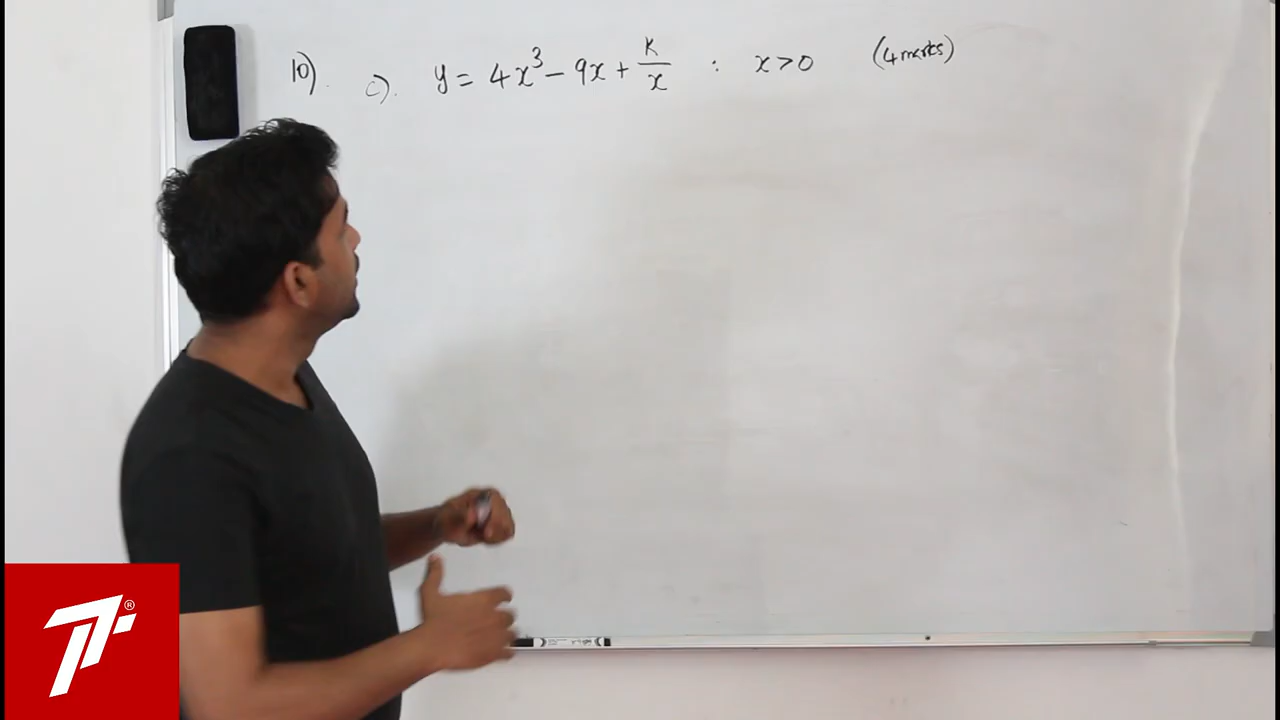 10). c). y = 4x³ - 9x + k/x : x>0 (4 marks)